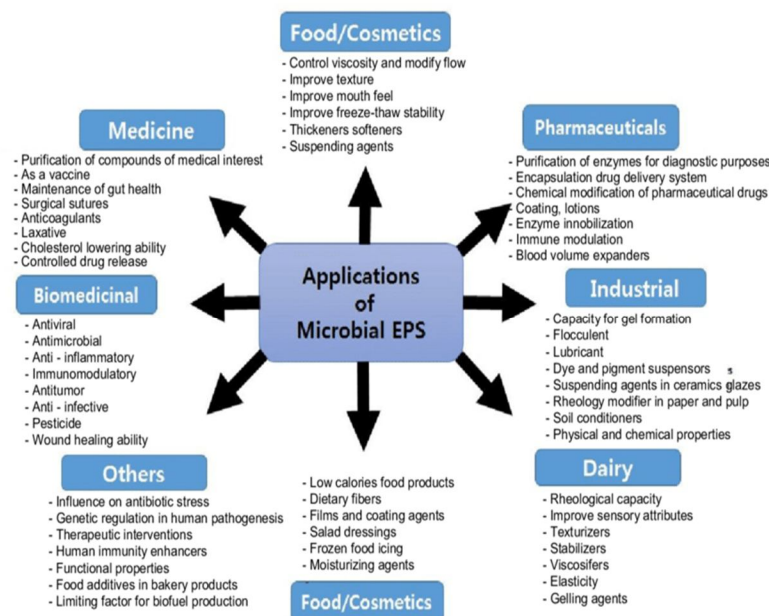 Food/Cosmetics
- Control viscosity and modify flow
- Improve texture
- Improve mouth feel
- Improve freeze-thaw stability
- Thickeners softeners
- Suspending agents
Medicine
- Purification of compounds of medical interest
- As a vaccine
- Maintenance of gut health
- Surgical sutures
- Anticoagulants
- Laxative
- Cholesterol lowering ability
- Controlled drug release
Pharmaceuticals
- Purification of enzymes for diagnostic purposes
- Encapsulation drug delivery system
- Chemical modification of pharmaceutical drugs
- Coating, lotions
- Enzyme innobilization
- Immune modulation
- Blood volume expanders
Applications
of
Microbial EPS
Biomedicinal
- Antiviral
- Antimicrobial
- Anti - inflammatory
- Immunomodulatory
- Antitumor
- Anti - infective
- Pesticide
- Wound healing ability
Industrial
- Capacity for gel formation
- Flocculent
- Lubricant
- Dye and pigment suspensors
s
- Suspending agents in ceramics glazes
- Rheology modifier in paper and pulp
- Soil conditioners
- Physical and chemical properties
Others
- Influence on antibiotic stress
- Genetic regulation in human pathogenesis
- Therapeutic interventions
- Human immunity enhancers
- Functional properties
- Food additives in bakery products
- Limiting factor for biofuel production
- Low calories food products
- Dietary fibers
- Films and coating agents
- Salad dressings
- Frozen food icing
- Moisturizing agents
Food/Cosmetics
Dairy
- Rheological capacity
- Improve sensory attributes
- Texturizers
- Stabilizers
- Viscosifers
- Elasticity
- Gelling agents